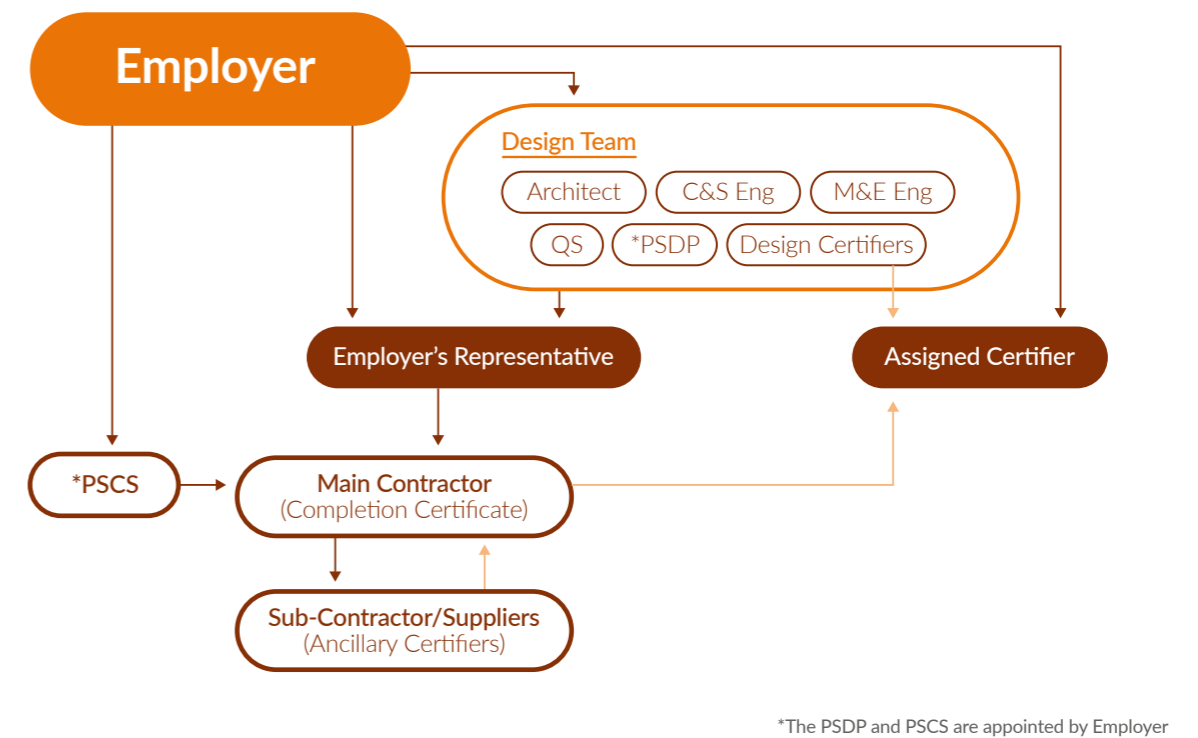 Employer
Design Team
Architect
C&S Eng
M&E Eng
QS
*PSDP
Design Certifiers
Employer’s Representative
Assigned Certifier
*PSCS
Main Contractor
(Completion Certificate)
Sub-Contractor/Suppliers
(Ancillary Certifiers)
*The PSDP and PSCS are appointed by Employer